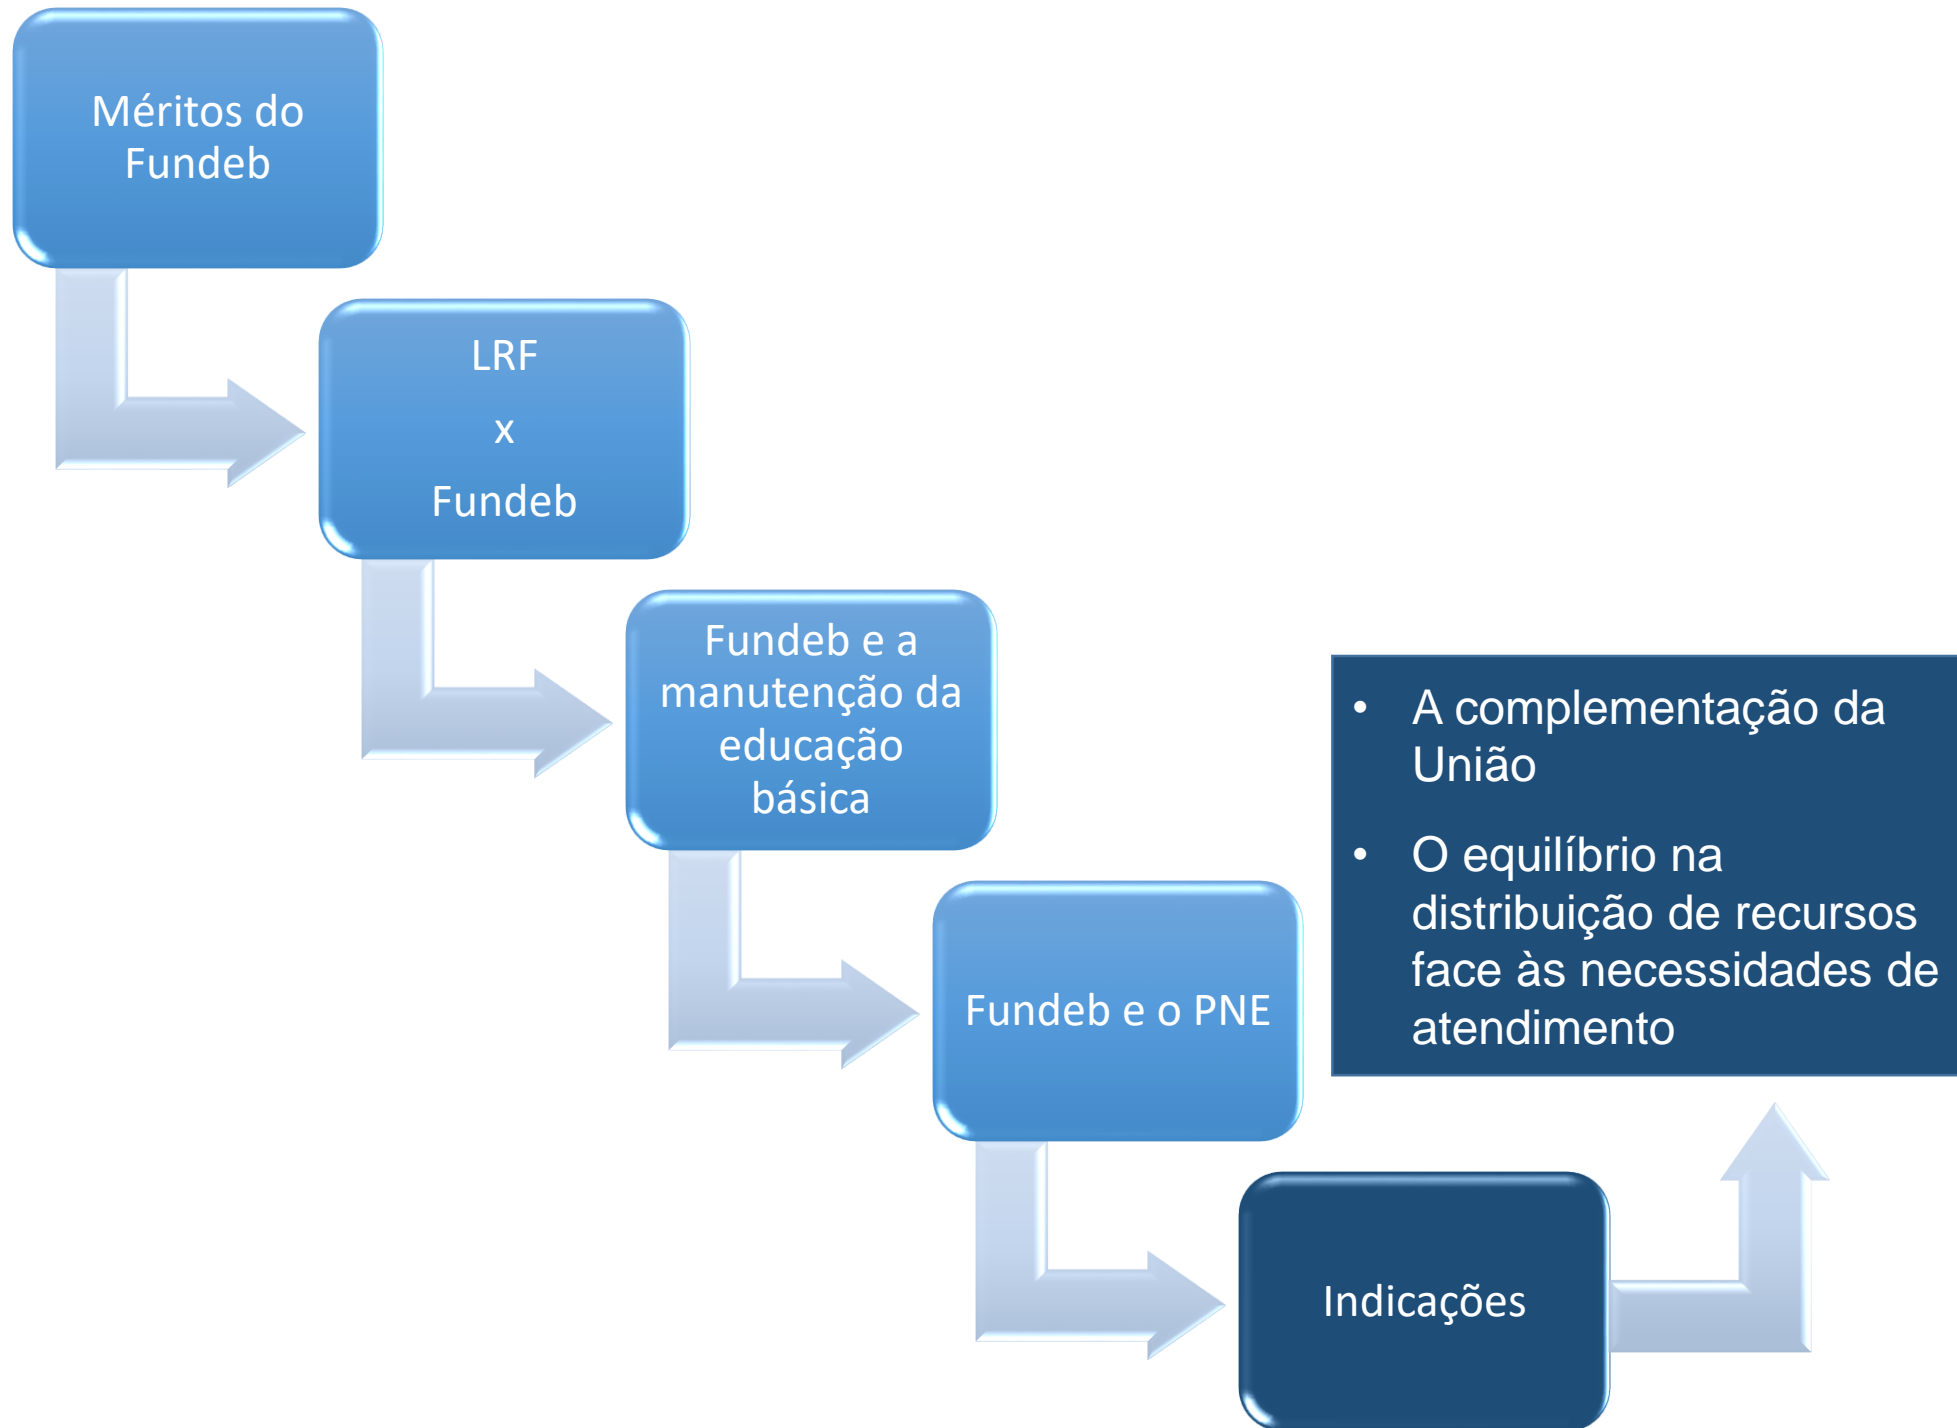 Méritos do
Fundeb
LRF
x
Fundeb
Fundeb e a
manutenção da
educação
básica
Fundeb e o PNE
• A complementação da
União
• O equilíbrio na
distribuição de recursos
face às necessidades de
atendimento
Indicações